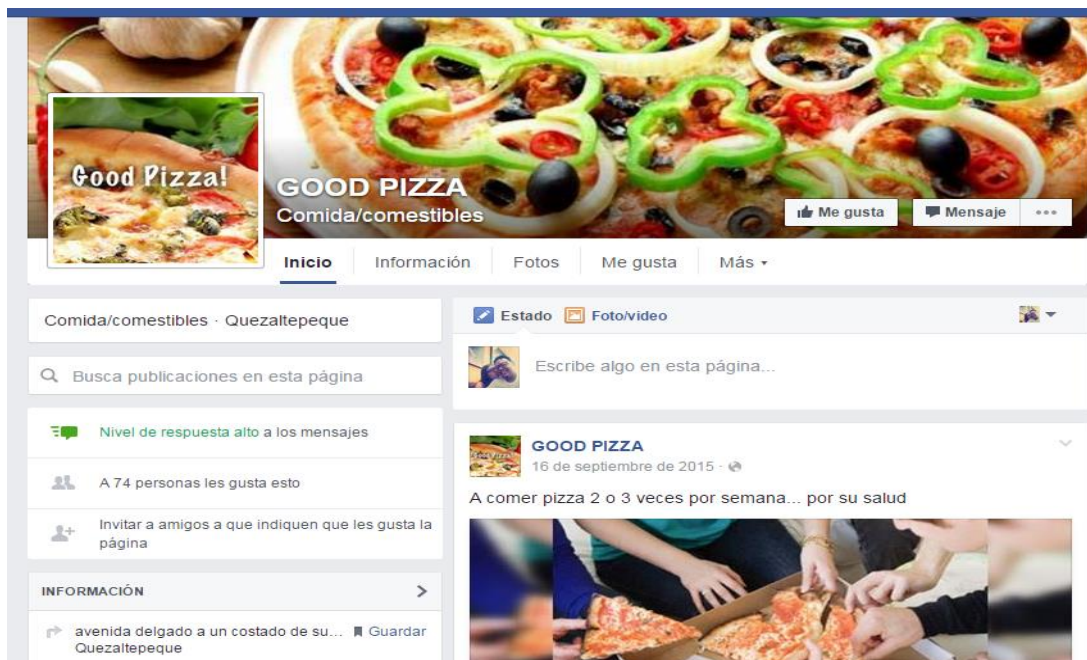 Good Pizza!
GOOD PIZZA
Comida/comestibles
Me gusta
Mensaje
Inicio
Información
Fotos
Me gusta
Más
Comida/comestibles · Quezaltepeque
Busca publicaciones en esta página
Nivel de respuesta alto a los mensajes
A 74 personas les gusta esto
Invitar a amigos a que indiquen que les gusta la
página
INFORMACIÓN
avenida delgado a un costado de su... Guardar
Quezaltepeque
Estado
Foto/video
Escribe algo en esta página...
GOOD PIZZA
16 de septiembre de 2015 ·
A comer pizza 2 o 3 veces por semana... por su salud